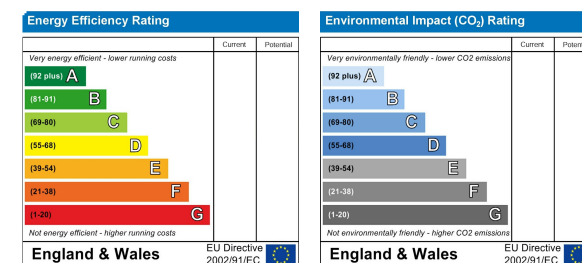 Energy Efficiency Rating
Current Potential
Very energy efficient - lower running costs
(92 plus) A
(81-91) B
(69-80) C
(55-68) D
(39-54) E
(21-38) F
(1-20) G
Not energy efficient - higher running costs
England & Wales
EU Directive
2002/91/EC
Environmental Impact (CO₂) Rating
Current Potent
Very environmentally friendly - lower CO2 emissions
(92 plus) A
(81-91) B
(69-80) C
(55-68) D
(39-54) E
(21-38) F
(1-20) G
Not environmentally friendly - higher CO2 emissions
England & Wales
EU Directive
2002/91/EC